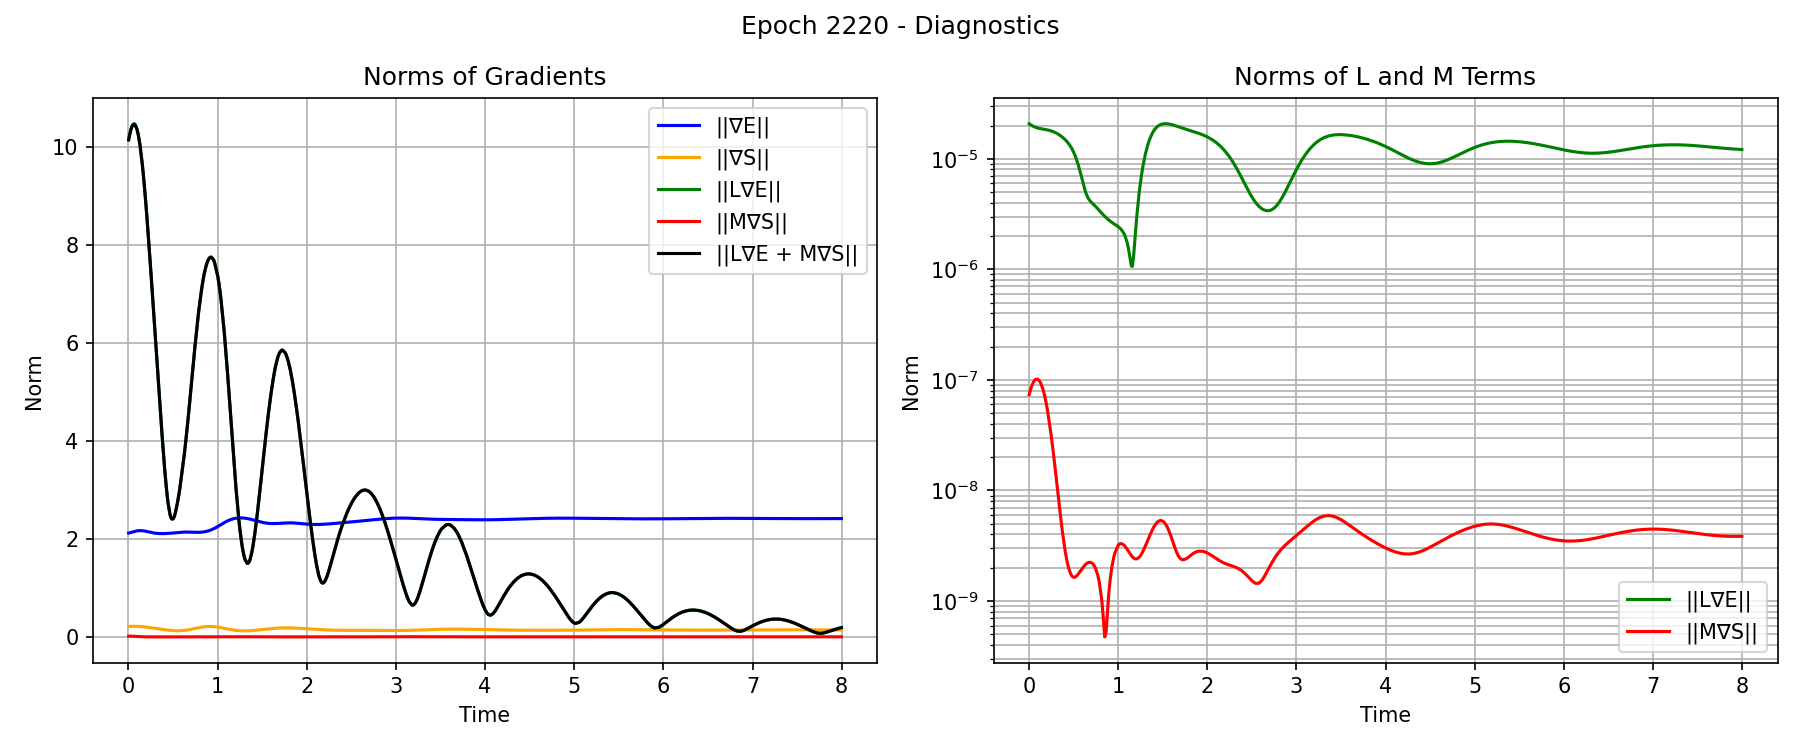 Epoch 2220 - Diagnostics
Norms of Gradients
||∇E||
||∇S||
||L∇E||
||M∇S||
||L∇E + M∇S||
10
8
6
4
2
0
Norm
0 1 2 3 4 5 6 7 8
Time
Norms of L and M Terms
10⁻⁵
10⁻⁶
10⁻⁷
10⁻⁸
10⁻⁹
Norm
||L∇E||
||M∇S||
0 1 2 3 4 5 6 7 8
Time